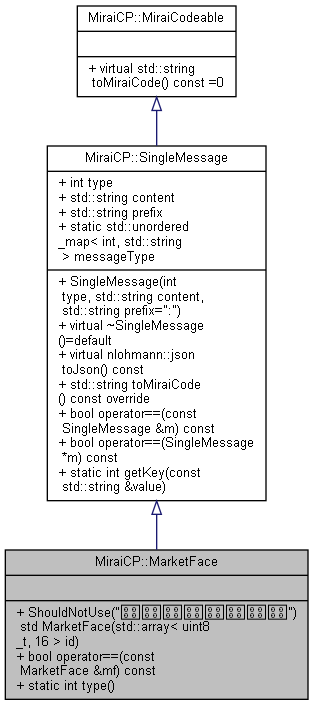 MiraiCP::MiraiCodeable
+ virtual std::string
toMiraiCode() const =0
MiraiCP::SingleMessage
+ int type
+ std::string content
+ std::string prefix
+ static std::unordered
_map< int, std::string
> messageType
+ SingleMessage(int
type, std::string content,
std::string prefix=":")
+ virtual ~SingleMessage
()=default
+ virtual nlohmann::json
toJson() const
+ std::string toMiraiCode
() const override
+ bool operator==(const
SingleMessage &m) const
+ bool operator==(SingleMessage
*m) const
+ static int getKey(const
std::string &value)
MiraiCP::MarketFace
+ ShouldNotUse("")
std MarketFace(std::array< uint8
_t, 16 > id)
+ bool operator==(const
MarketFace &mf) const
+ static int type()